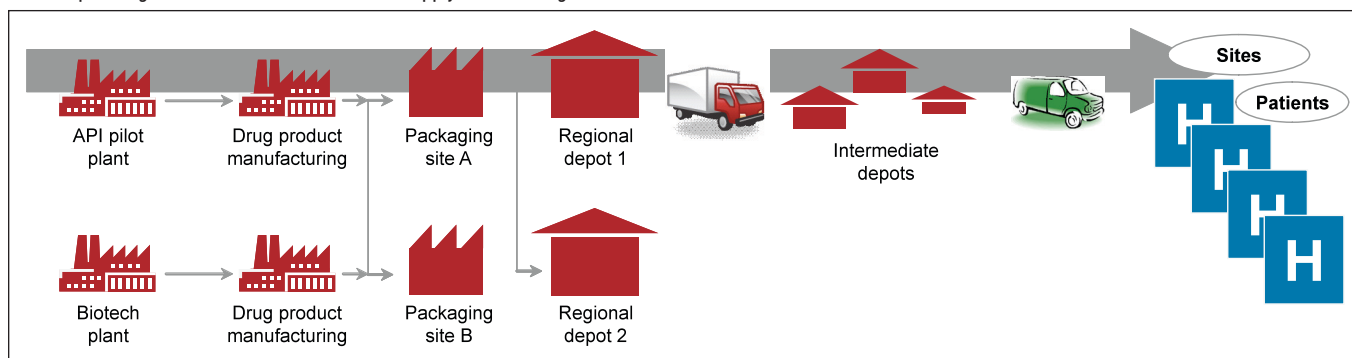 Sites
Patients
API pilot
plant
Drug product
manufacturing
Packaging
site A
Regional
depot 1
Intermediate
depots
H
H
H
H
Biotech
plant
Drug product
manufacturing
Packaging
site B
Regional
depot 2